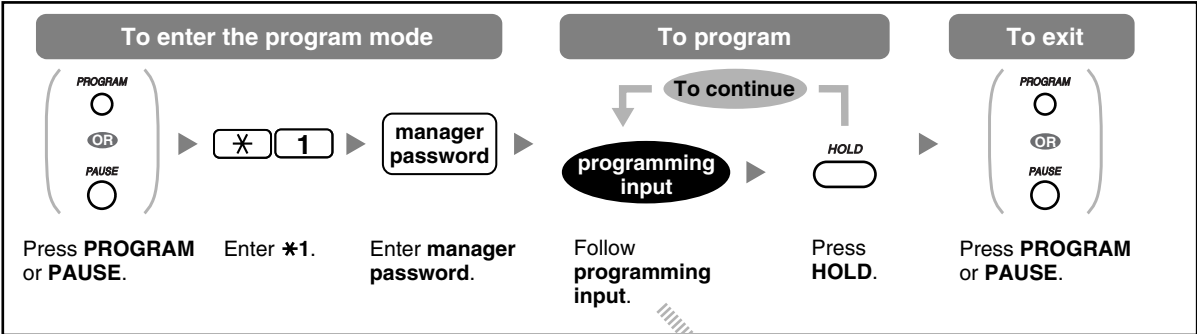 To enter the program mode
To program
To exit
PROGRAM
OR
PAUSE
✱
1
manager
password
To continue
programming
input
HOLD
PROGRAM
OR
PAUSE
Press PROGRAM
or PAUSE.
Enter ✱1.
Enter manager
password.
Follow
programming
input.
Press
HOLD.
Press PROGRAM
or PAUSE.